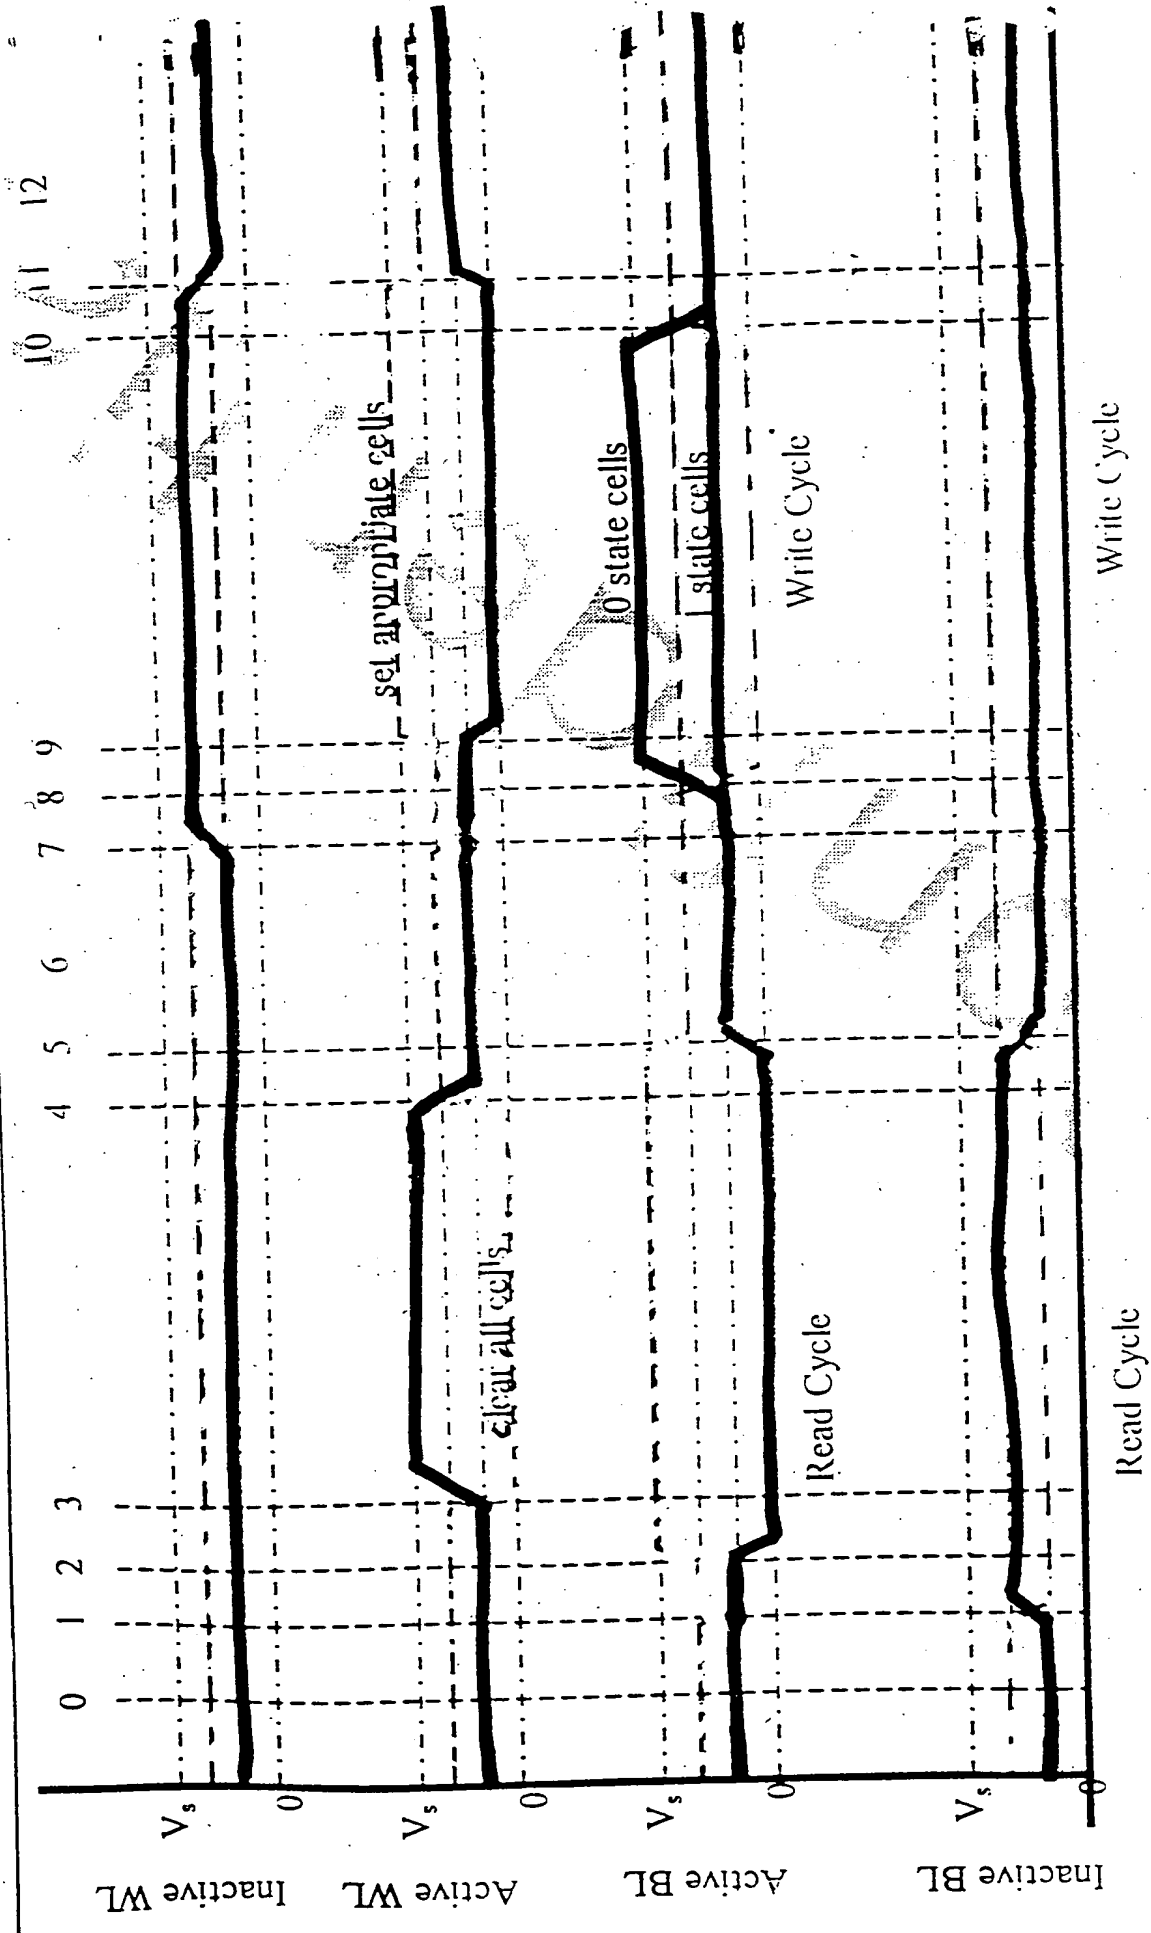 0 1 2 3 4 5 6 7 8 9 10 11 12
Inactive WL
Vs
0
Active WL
Vs
0
clear all cells
set appropriate cells
Active BL
Vs
0
0 state cells
1 state cells
Read Cycle
Write Cycle
Inactive BL
Vs
0
Read Cycle
Write Cycle